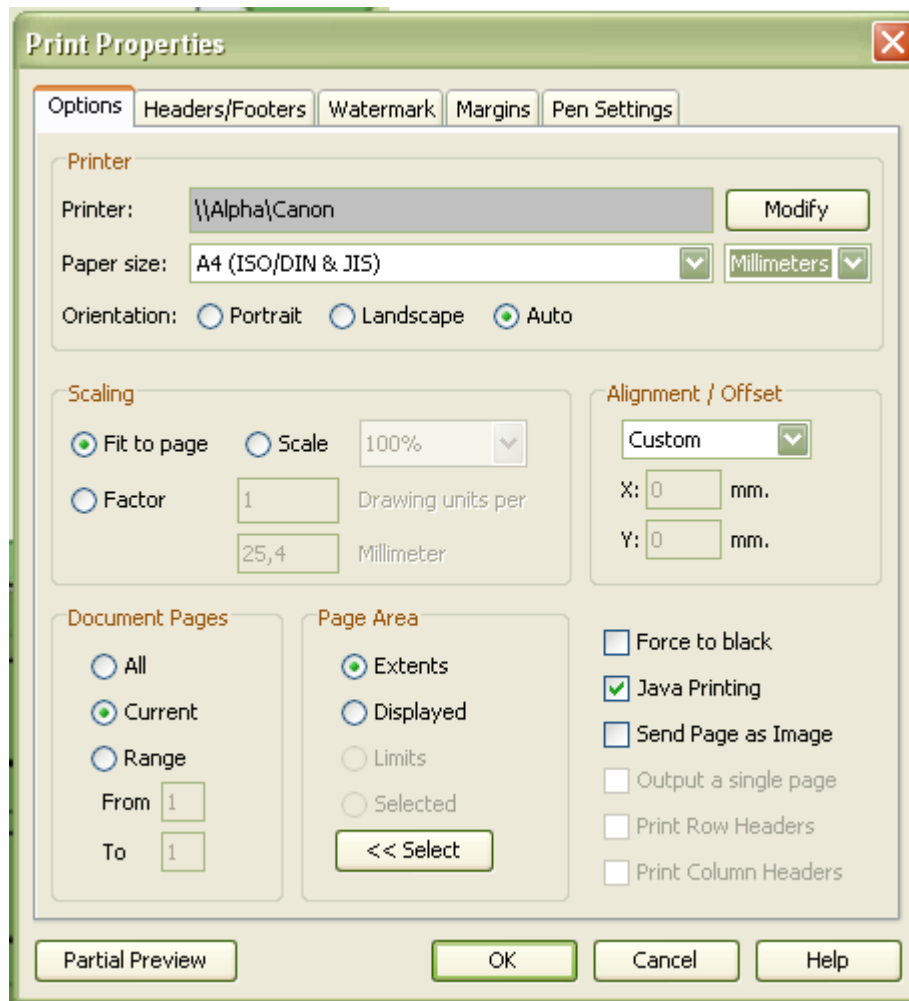 Print Properties
Options Headers/Footers Watermark Margins Pen Settings
Printer
Printer: \\Alpha\Canon Modify
Paper size: A4 (ISO/DIN & JIS) Millimeters
Orientation: Portrait Landscape Auto
Scaling
Fit to page Scale 100%
Factor 1 Drawing units per
25,4 Millimeter
Alignment / Offset
Custom
X: 0 mm.
Y: 0 mm.
Document Pages
All
Current
Range
From 1
To 1
Page Area
Extents
Displayed
Limits
Selected
<< Select
Force to black
Java Printing
Send Page as Image
Output a single page
Print Row Headers
Print Column Headers
Partial Preview OK Cancel Help